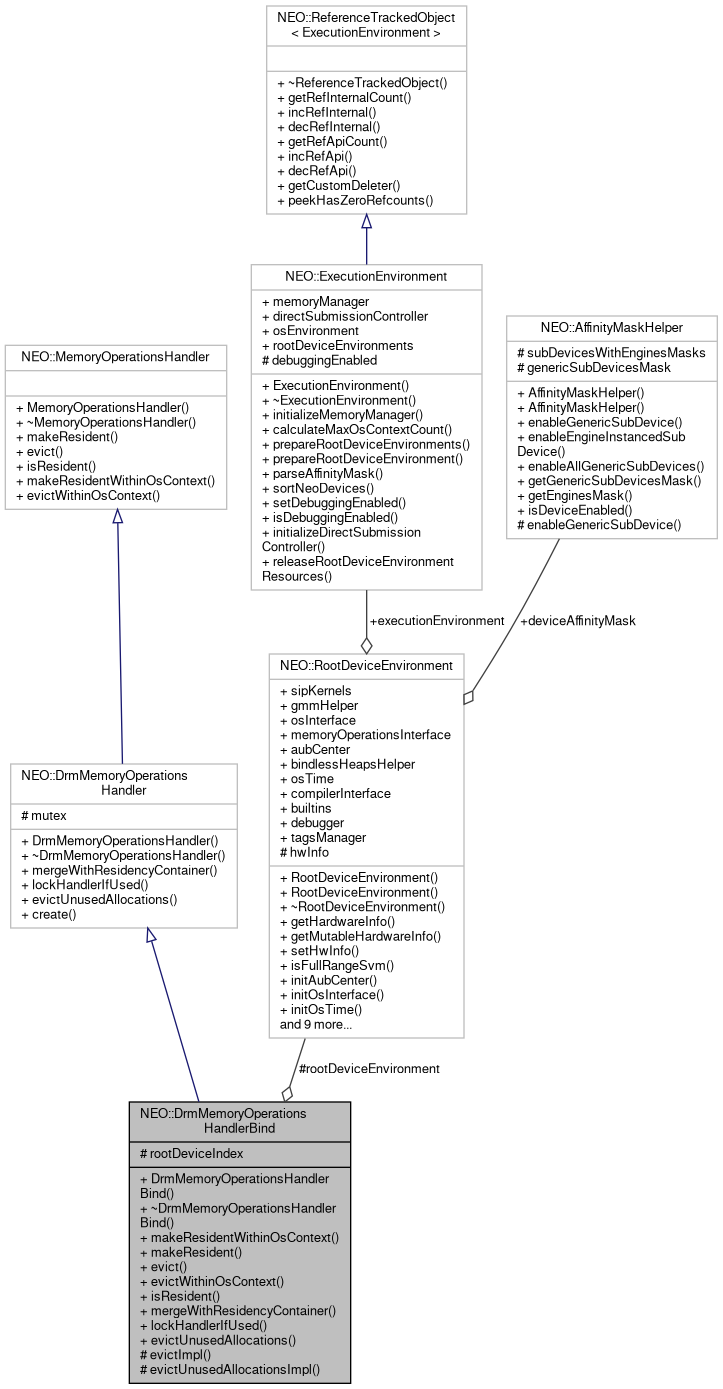 NEO::ReferenceTrackedObject
< ExecutionEnvironment >
+ ~ReferenceTrackedObject()
+ getRefInternalCount()
+ incRefInternal()
+ decRefInternal()
+ getRefApiCount()
+ incRefApi()
+ decRefApi()
+ getCustomDeleter()
+ peekHasZeroRefcounts()
NEO::ExecutionEnvironment
+ memoryManager
+ directSubmissionController
+ osEnvironment
+ rootDeviceEnvironments
# debuggingEnabled
+ ExecutionEnvironment()
+ ~ExecutionEnvironment()
+ initializeMemoryManager()
+ calculateMaxOsContextCount()
+ prepareRootDeviceEnvironments()
+ prepareRootDeviceEnvironment()
+ parseAffinityMask()
+ sortNeoDevices()
+ setDebuggingEnabled()
+ isDebuggingEnabled()
+ initializeDirectSubmission
Controller()
+ releaseRootDeviceEnvironment
Resources()
NEO::AffinityMaskHelper
# subDevicesWithEnginesMasks
# genericSubDevicesMask
+ AffinityMaskHelper()
+ AffinityMaskHelper()
+ enableGenericSubDevice()
+ enableEngineInstancedSub
Device()
+ enableAllGenericSubDevices()
+ getGenericSubDevicesMask()
+ getEnginesMask()
+ isDeviceEnabled()
# enableGenericSubDevice()
NEO::MemoryOperationsHandler
+ MemoryOperationsHandler()
+ ~MemoryOperationsHandler()
+ makeResident()
+ evict()
+ isResident()
+ makeResidentWithinOsContext()
+ evictWithinOsContext()
+executionEnvironment
+deviceAffinityMask
NEO::RootDeviceEnvironment
+ sipKernels
+ gmmHelper
+ osInterface
+ memoryOperationsInterface
+ aubCenter
+ bindlessHeapsHelper
+ osTime
+ compilerInterface
+ builtins
+ debugger
+ tagsManager
# hwInfo
+ RootDeviceEnvironment()
+ RootDeviceEnvironment()
+ ~RootDeviceEnvironment()
+ getHardwareInfo()
+ getMutableHardwareInfo()
+ setHwInfo()
+ isFullRangeSvm()
+ initAubCenter()
+ initOsInterface()
+ initOsTime()
and 9 more...
NEO::DrmMemoryOperations
Handler
# mutex
+ DrmMemoryOperationsHandler()
+ ~DrmMemoryOperationsHandler()
+ mergeWithResidencyContainer()
+ lockHandlerIfUsed()
+ evictUnusedAllocations()
+ create()
#rootDeviceEnvironment
NEO::DrmMemoryOperations
HandlerBind
# rootDeviceIndex
+ DrmMemoryOperationsHandler
Bind()
+ ~DrmMemoryOperationsHandler
Bind()
+ makeResidentWithinOsContext()
+ makeResident()
+ evict()
+ evictWithinOsContext()
+ isResident()
+ mergeWithResidencyContainer()
+ lockHandlerIfUsed()
+ evictUnusedAllocations()
# evictImpl()
# evictUnusedAllocationsImpl()